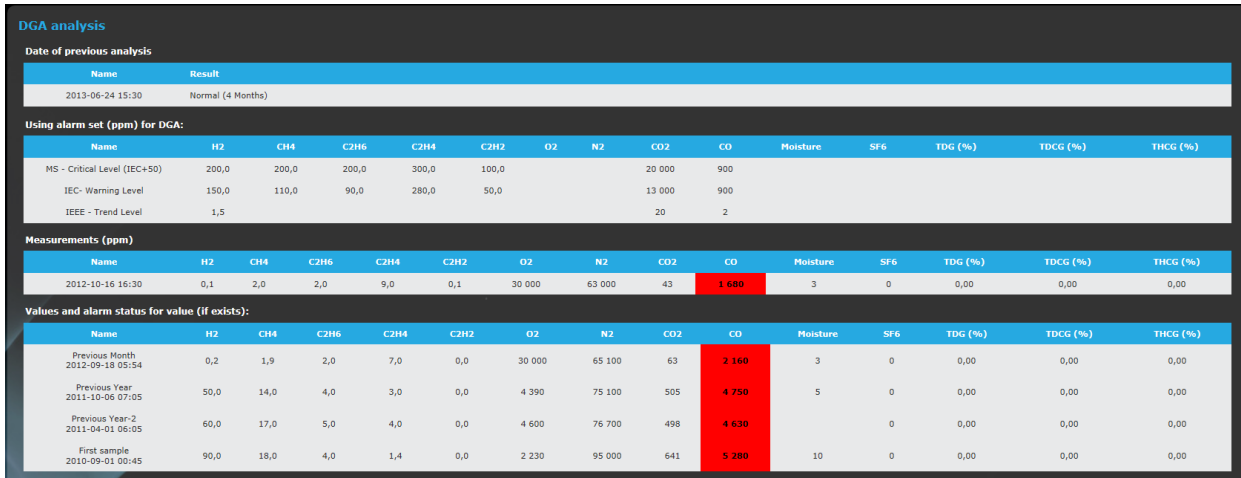 DGA analysis
Date of previous analysis
Name Result
2013-06-24 15:30 Normal (4 Months)
Using alarm set (ppm) for DGA:
Name H2 CH4 C2H6 C2H4 C2H2 O2 N2 CO2 CO Moisture SF6 TDG (%) TDCG (%) THCG (%)
MS - Critical Level (IEC+50) 200,0 200,0 200,0 300,0 100,0 20 000 900
IEC- Warning Level 150,0 110,0 90,0 280,0 50,0 13 000 900
IEEE - Trend Level 1,5 20 2
Measurements (ppm)
Name H2 CH4 C2H6 C2H4 C2H2 O2 N2 CO2 CO Moisture SF6 TDG (%) TDCG (%) THCG (%)
2012-10-16 16:30 0,1 2,0 2,0 9,0 0,1 30 000 63 000 43 1 680 3 0 0,00 0,00 0,00
Values and alarm status for value (if exists):
Name H2 CH4 C2H6 C2H4 C2H2 O2 N2 CO2 CO Moisture SF6 TDG (%) TDCG (%) THCG (%)
Previous Month
2012-09-18 05:54 0,2 1,9 2,0 7,0 0,0 30 000 65 100 63 2 160 3 0 0,00 0,00 0,00
Previous Year
2011-10-06 07:05 50,0 14,0 4,0 3,0 0,0 4 390 75 100 505 4 750 5 0 0,00 0,00 0,00
Previous Year-2
2011-04-01 06:05 60,0 17,0 5,0 4,0 0,0 4 600 76 700 498 4 630 0 0,00 0,00 0,00
First sample
2010-09-01 00:45 90,0 18,0 4,0 1,4 0,0 2 230 95 000 641 5 280 10 0 0,00 0,00 0,00